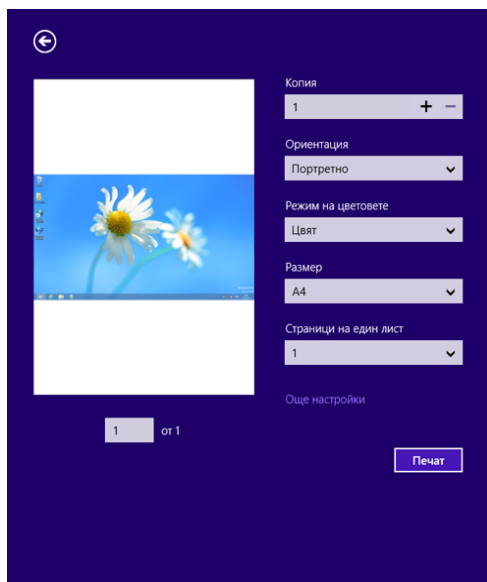 Копия
1
Ориентация
Портретно
Режим на цветовете
Цвят
Размер
A4
Страници на един лист
1
Още настройки
1 от 1
Печат